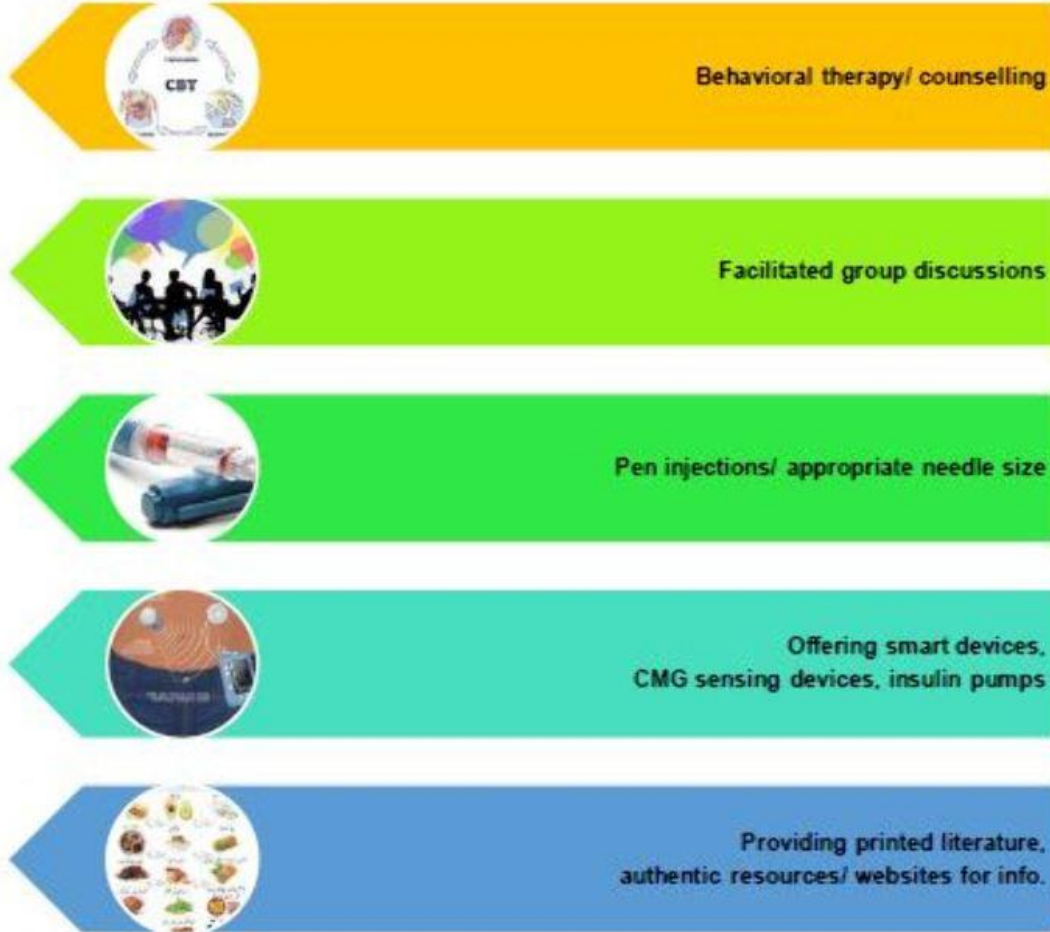 CBT
Behavioral therapy/ counselling
Facilitated group discussions
Pen injections/ appropriate needle size
Offering smart devices,
CMG sensing devices, insulin pumps
Providing printed literature,
authentic resources/ websites for info.